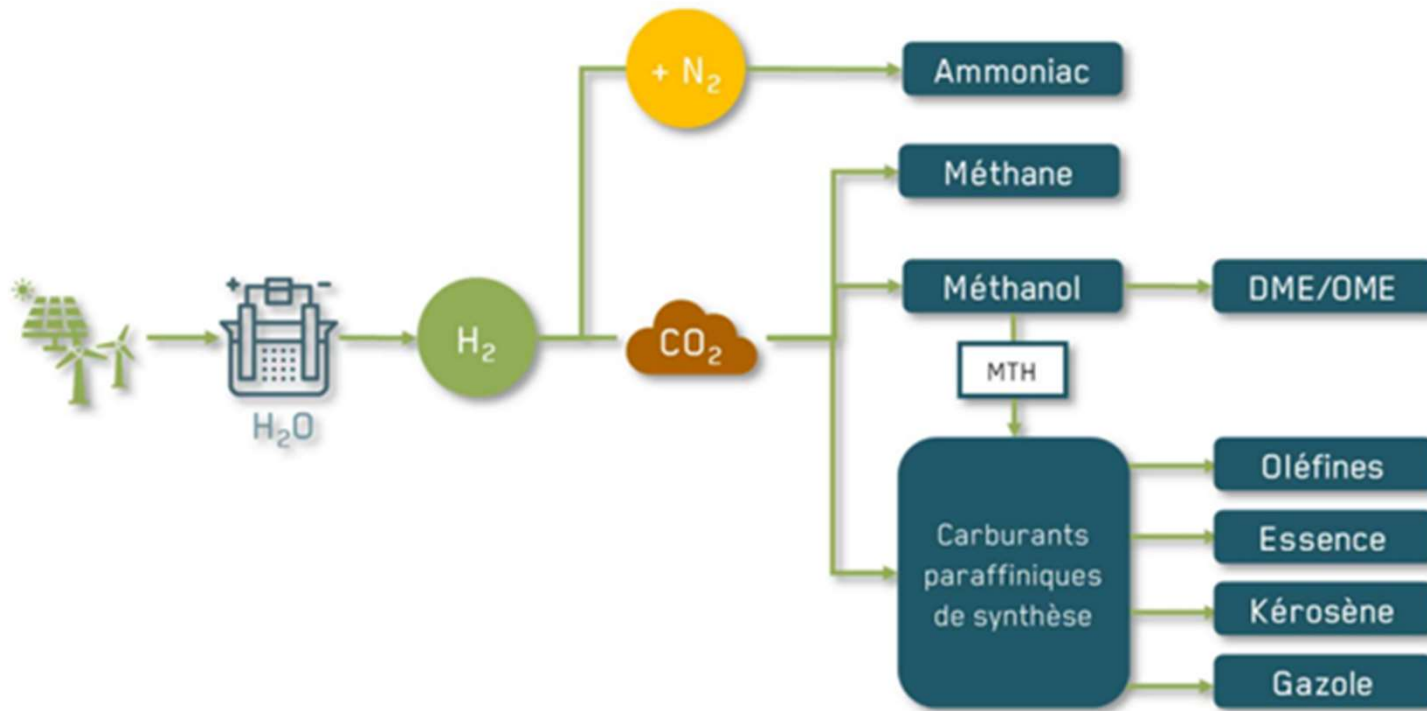 + N₂
Ammoniac
Méthane
H₂O
H₂
CO₂
Méthanol
DME/OME
MTH
Carburants
paraffiniques
de synthèse
Oléfines
Essence
Kérosène
Gazole